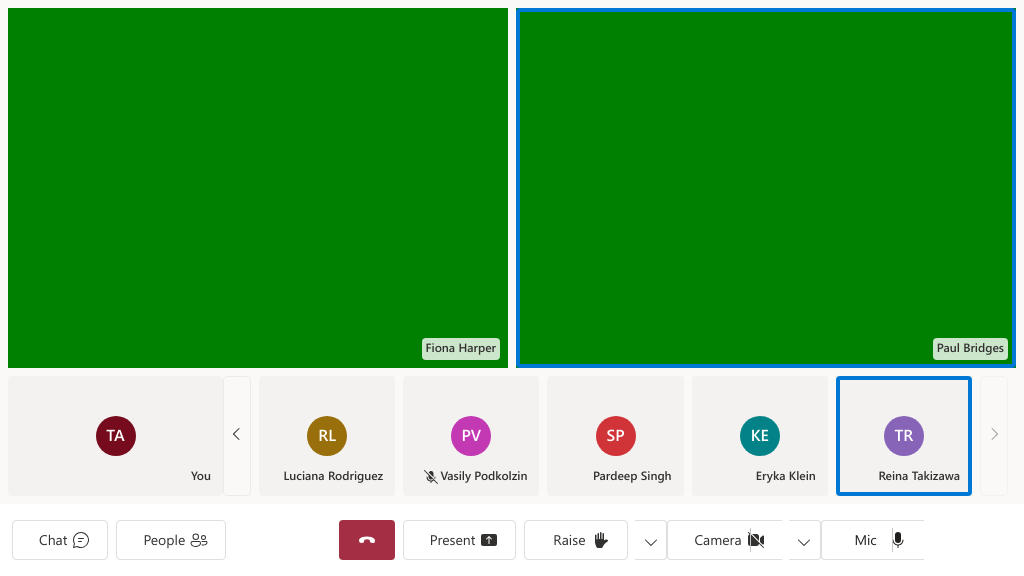 Fiona Harper
Paul Bridges
TA
You
RL
Luciana Rodriguez
PV
Vasily Podkolzin
SP
Pardeep Singh
KE
Eryka Klein
TR
Reina Takizawa
Chat
People
Present
Raise
Camera
Mic